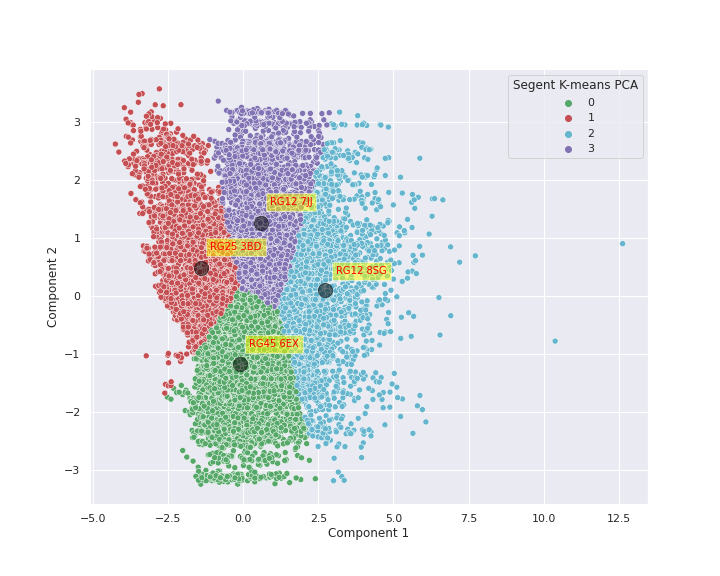 Segent K-means PCA
0
1
2
3
3
2
1
0
−1
−2
−3
Component 2
RG12 7JJ
RG25 3BD
RG12 8SG
RG45 6EX
−5.0 −2.5 0.0 2.5 5.0 7.5 10.0 12.5
Component 1